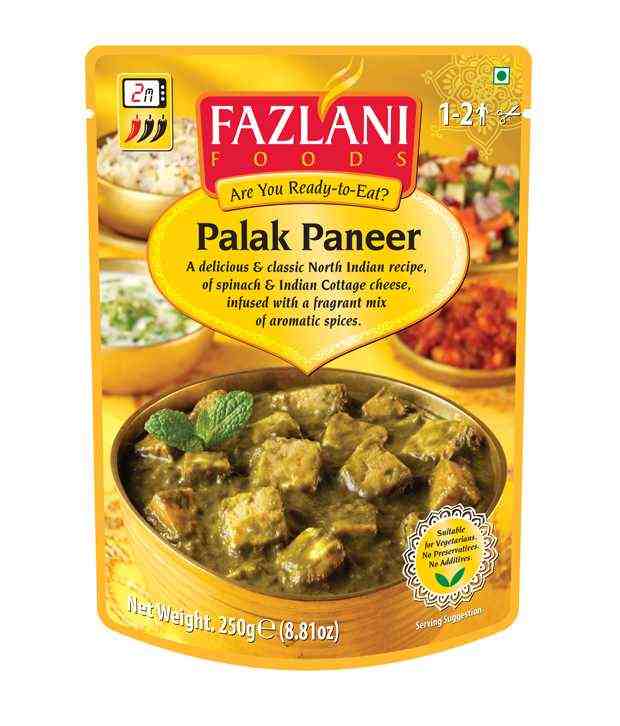 2m
FAZLANI
FOODS
Are You Ready-to-Eat?
1-2
Palak Paneer
A delicious & classic North Indian recipe,
of spinach & Indian Cottage cheese,
infused with a fragrant mix
of aromatic spices.
Suitable
for Vegetarians.
No Preservatives.
No Additives.
Net Weight. 250g℮(8.81oz)
Serving Suggestion